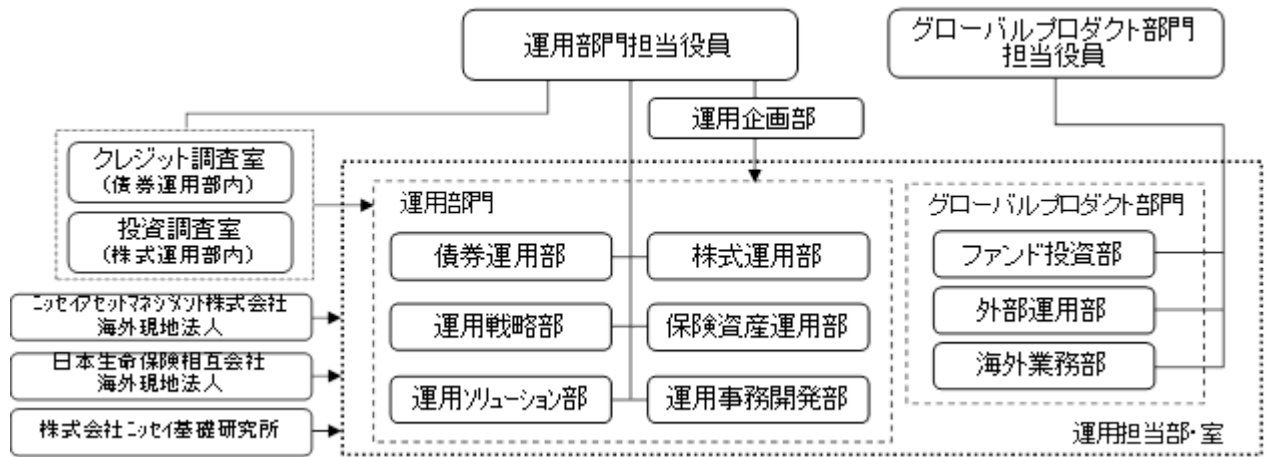 運用部門担当役員
グローバルプロダクト部門
担当役員
運用企画部
クレジット調査室
(債券運用部内)
投資調査室
(株式運用部内)
運用部門
債券運用部
株式運用部
運用戦略部
保険資産運用部
運用ソリューション部
運用事務開発部
グローバルプロダクト部門
ファンド投資部
外部運用部
海外業務部
ニッセイアセットマネジメント株式会社
海外現地法人
日本生命保険相互会社
海外現地法人
株式会社ニッセイ基礎研究所
運用担当部・室